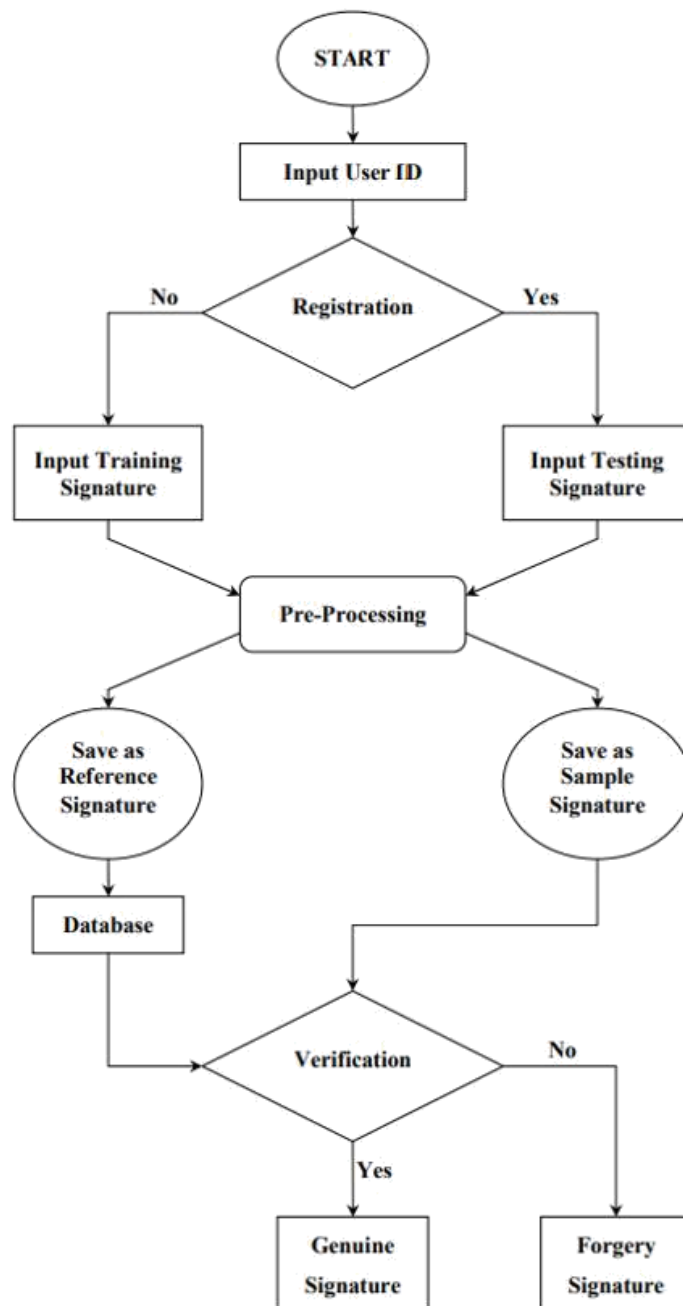 START
Input User ID
Registration
No
Yes
Input Training
Signature
Input Testing
Signature
Pre-Processing
Save as
Reference
Signature
Save as
Sample
Signature
Database
Verification
No
Yes
Genuine
Signature
Forgery
Signature